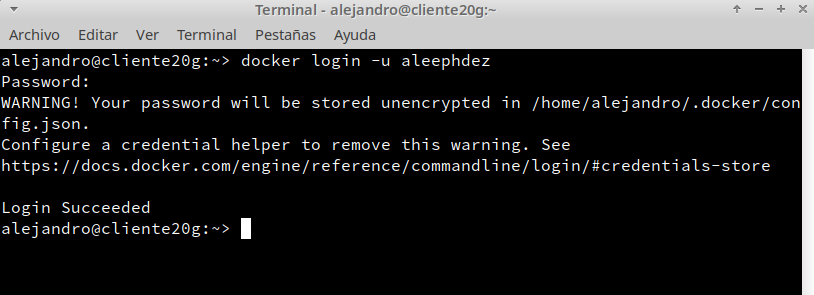 Terminal - alejandro@cliente20g:~
Archivo Editar Ver Terminal Pestañas Ayuda
alejandro@cliente20g:~> docker login -u aleephdez
Password:
WARNING! Your password will be stored unencrypted in /home/alejandro/.docker/con
fig.json.
Configure a credential helper to remove this warning. See
https://docs.docker.com/engine/reference/commandline/login/#credentials-store
Login Succeeded
alejandro@cliente20g:~>